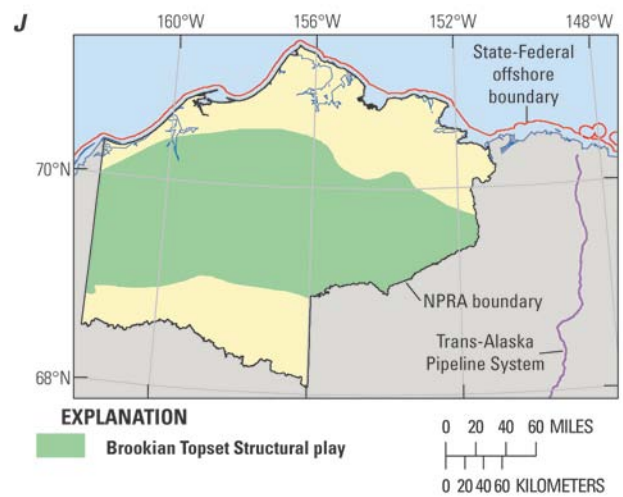 J
160°W 156°W 152°W 148°W
State-Federal
offshore
boundary
70°N
NPRA boundary
Trans-Alaska
Pipeline System
68°N
EXPLANATION
Brookian Topset Structural play
0 20 40 60 MILES
0 20 40 60 KILOMETERS